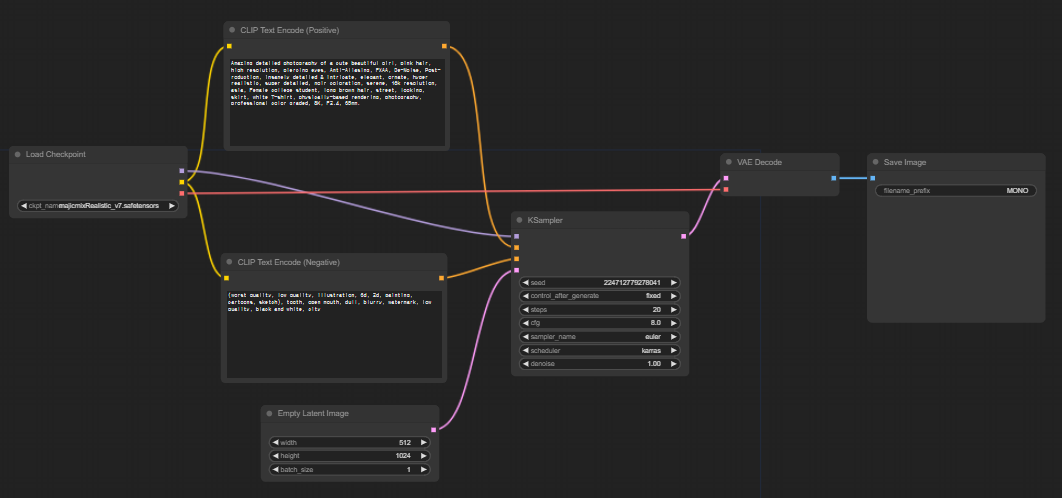 CLIP Text Encode (Positive)
Amazing detailed photography of a cute beautiful girl, pink hair,
high resolution, piercing eyes, Anti-Aliasing, FXAA, De-Noise, Post-
roduction, insanely detailed & intricate, elegant, ornate, hyper
realistic, super detailed, noir coloration, serene, 16k resolution,
asia, Female college student, long brown hair, street, looking,
skirt, white T-shirt, physically-based rendering, photography,
professional color graded, 8K, F2.4, 65mm.
Load Checkpoint
ckpt_name majicmixRealistic_v7.safetensors
CLIP Text Encode (Negative)
(worst quality, low quality, illustration, 3d, 2d, painting,
cartoons, sketch), tooth, open mouth, dull, blurry, watermark, low
quality, black and white, city
Empty Latent Image
width 512
height 1024
batch_size 1
KSampler
seed 224712779278041
control_after_generate fixed
steps 20
cfg 8.0
sampler_name euler
scheduler karras
denoise 1.00
VAE Decode
Save Image
filename_prefix MONO